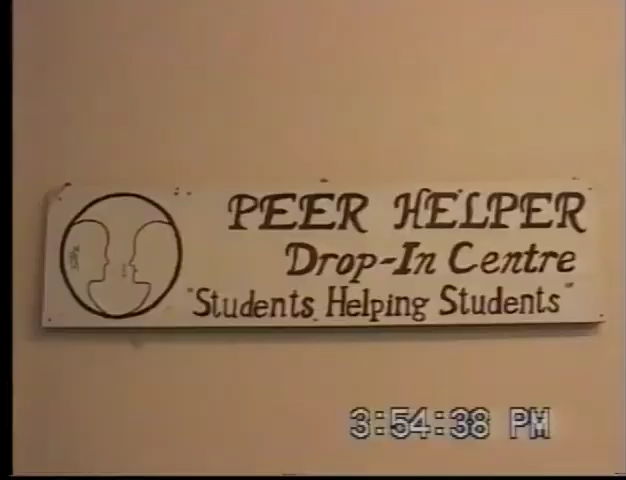 PEER HELPER
Drop-In Centre
"Students Helping Students"
3:54:38 PM